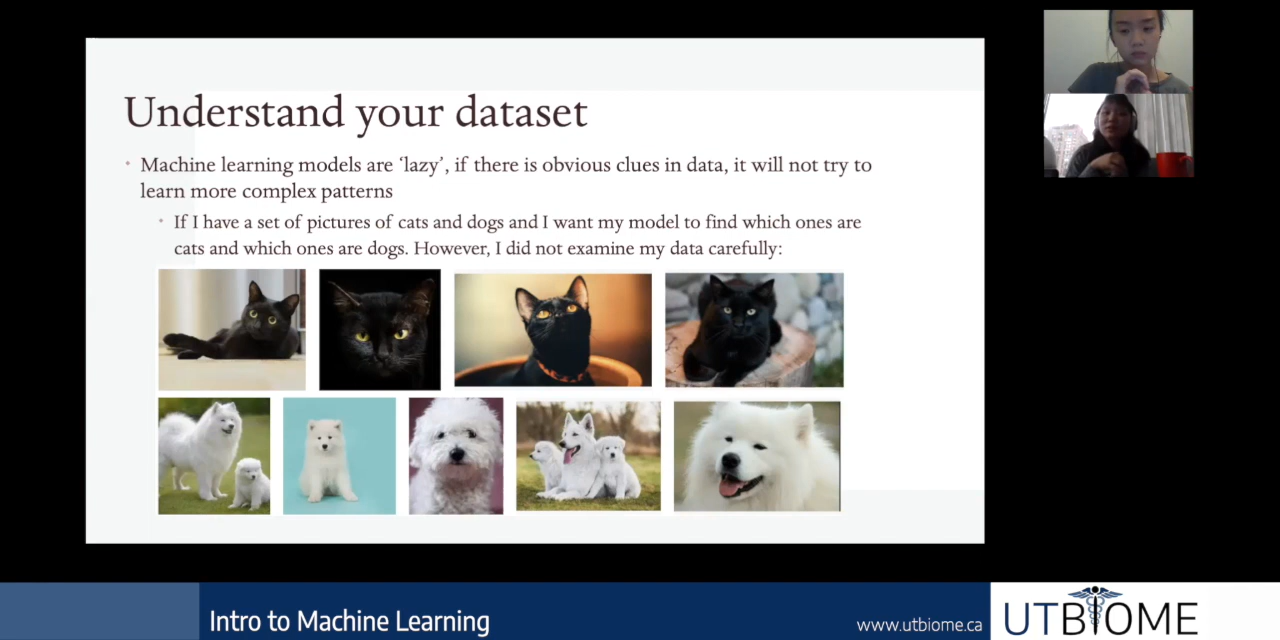 Understand your dataset
Machine learning models are ‘lazy’, if there is obvious clues in data, it will not try to
learn more complex patterns
If I have a set of pictures of cats and dogs and I want my model to find which ones are
cats and which ones are dogs. However, I did not examine my data carefully:
Intro to Machine Learning
www.utbiome.ca
UTBIOME